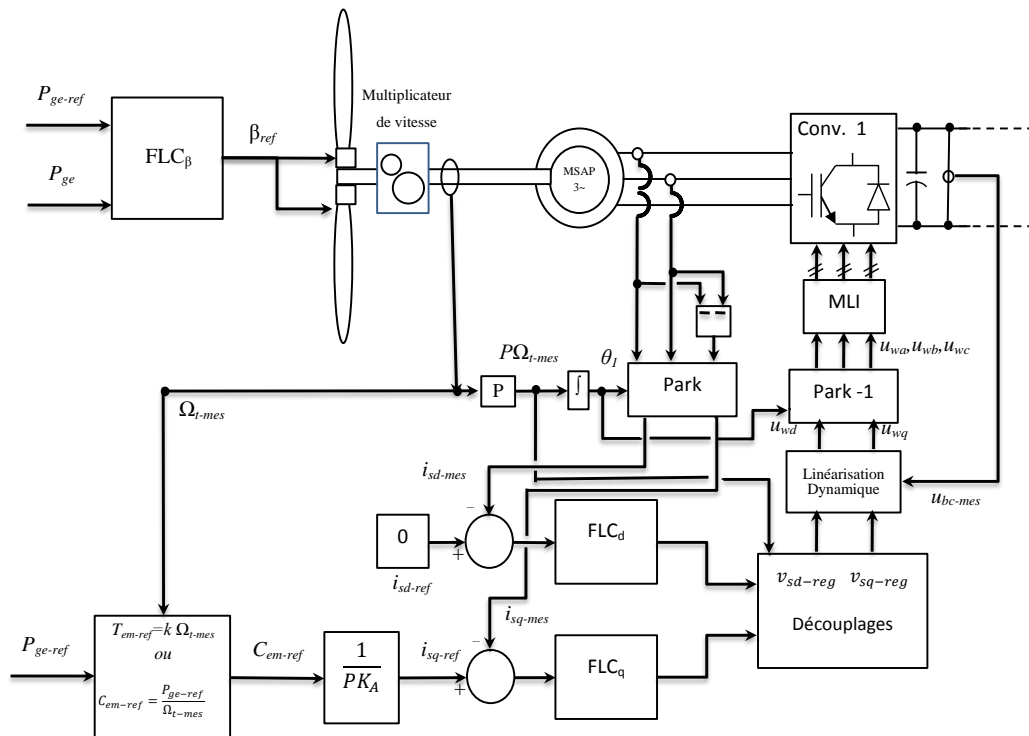 P_ge-ref
P_ge
FLC_β
β_ref
Multiplicateur
de vitesse
MSAP
3~
Conv. 1
MLI
u_wa, u_wb, u_wc
Park -1
u_wd
u_wq
Linéarisation
Dynamique
u_bc-mes
Ω_t-mes
PΩ_t-mes
P
∫
θ_1
Park
i_sd-mes
−
+
0
i_sd-ref
FLC_d
v_sd−reg v_sq−reg
Découplages
i_sq-mes
P_ge-ref
T_em-ref=k Ω_t-mes
ou
C_em−ref = P_ge−ref / Ω_t−mes
C_em-ref
1 / PK_A
i_sq-ref
−
+
FLC_q